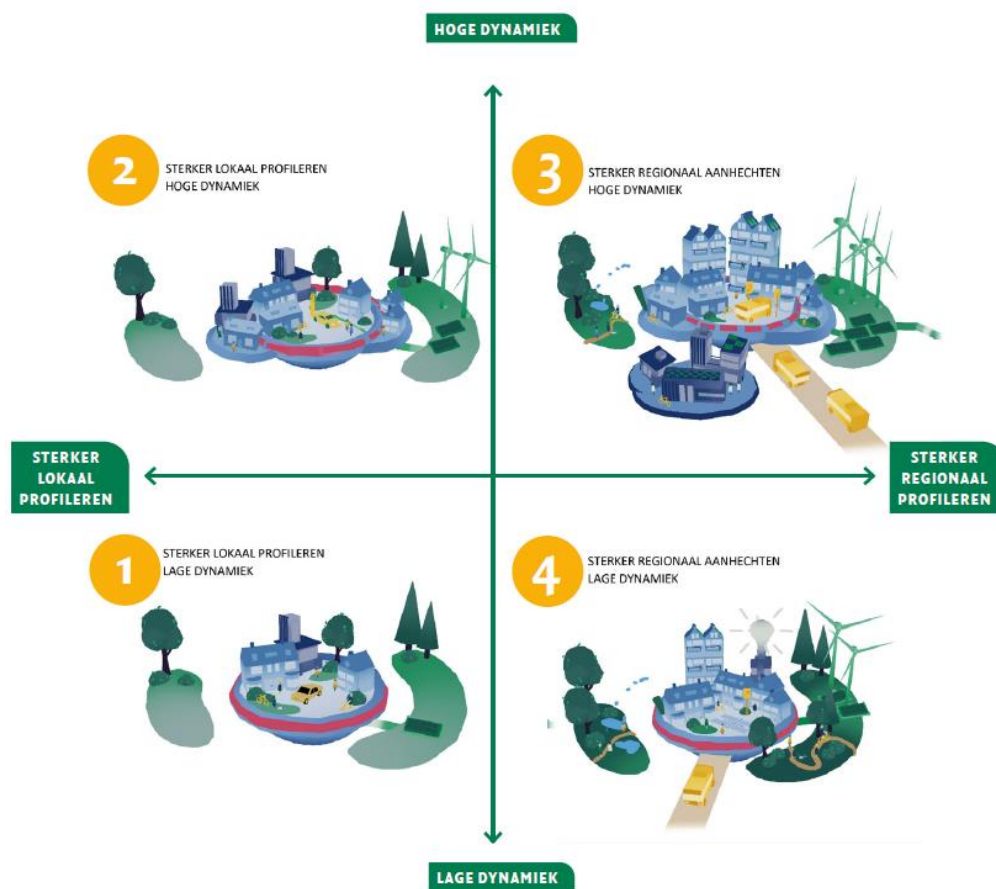 HOGE DYNAMIEK
2
STERKER LOKAAL PROFILEREN
HOGE DYNAMIEK
3
STERKER REGIONAAL AANHECHTEN
HOGE DYNAMIEK
STERKER
LOKAAL
PROFILEREN
STERKER
REGIONAAL
PROFILEREN
1
STERKER LOKAAL PROFILEREN
LAGE DYNAMIEK
4
STERKER REGIONAAL AANHECHTEN
LAGE DYNAMIEK
LAGE DYNAMIEK